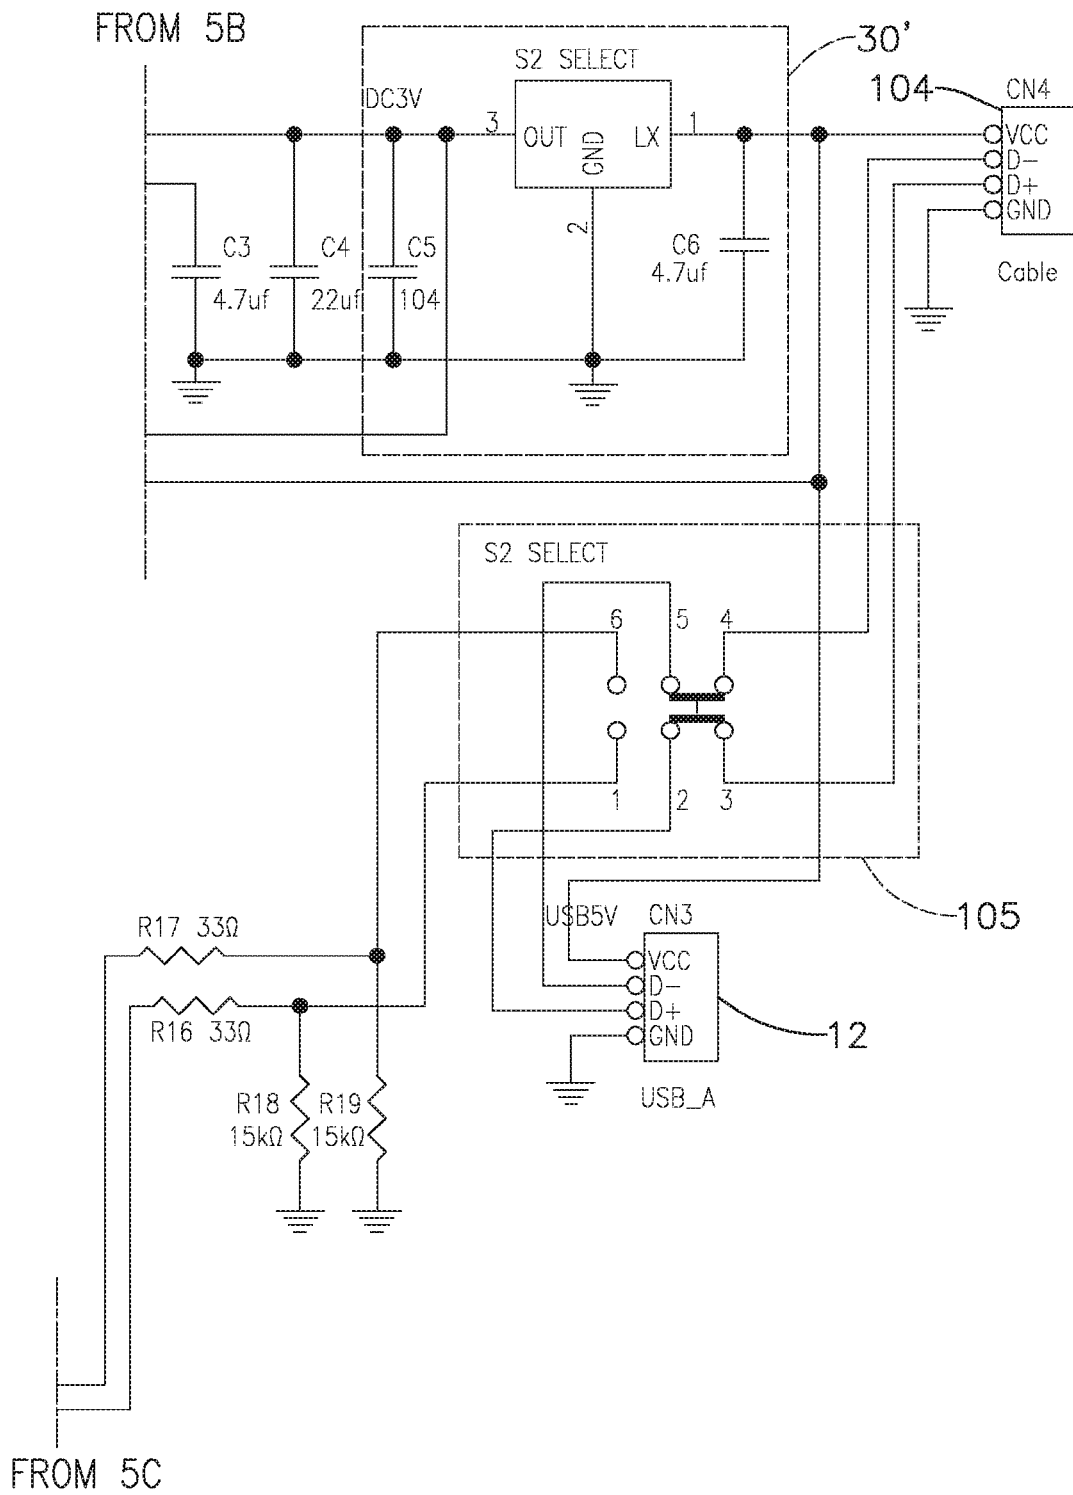 FROM 5B
30'
S2 SELECT
104
CN4
DC3V
3
OUT
GND
LX
1
VCC
D-
D+
GND
2
C3
4.7uf
C4
22uf
C5
104
C6
4.7uf
Cable
S2 SELECT
6
5
4
1
2
3
105
USB5V
CN3
R17 33Ω
VCC
D-
D+
GND
R16 33Ω
12
USB_A
R18
15kΩ
R19
15kΩ
FROM 5C